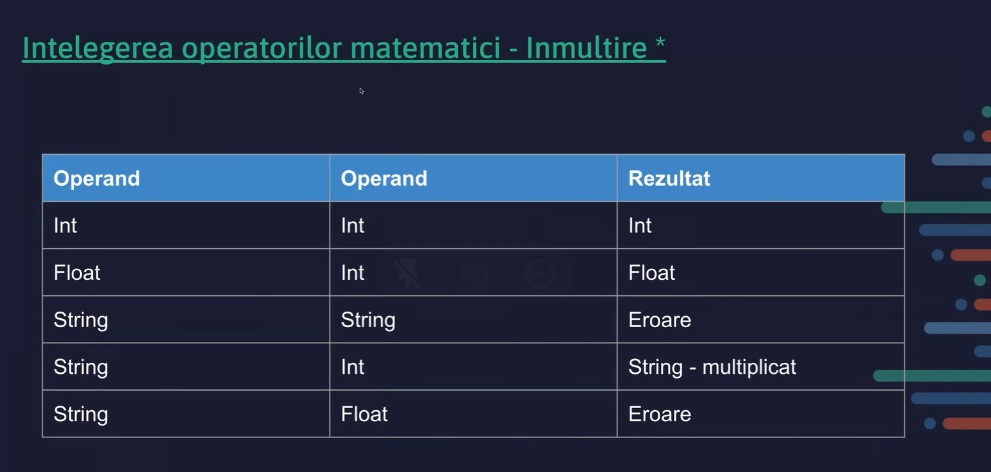 Intelegerea operatorilor matematici - Inmultire *
Operand Operand Rezultat
Int Int Int
Float Int Float
String String Eroare
String Int String - multiplicat
String Float Eroare